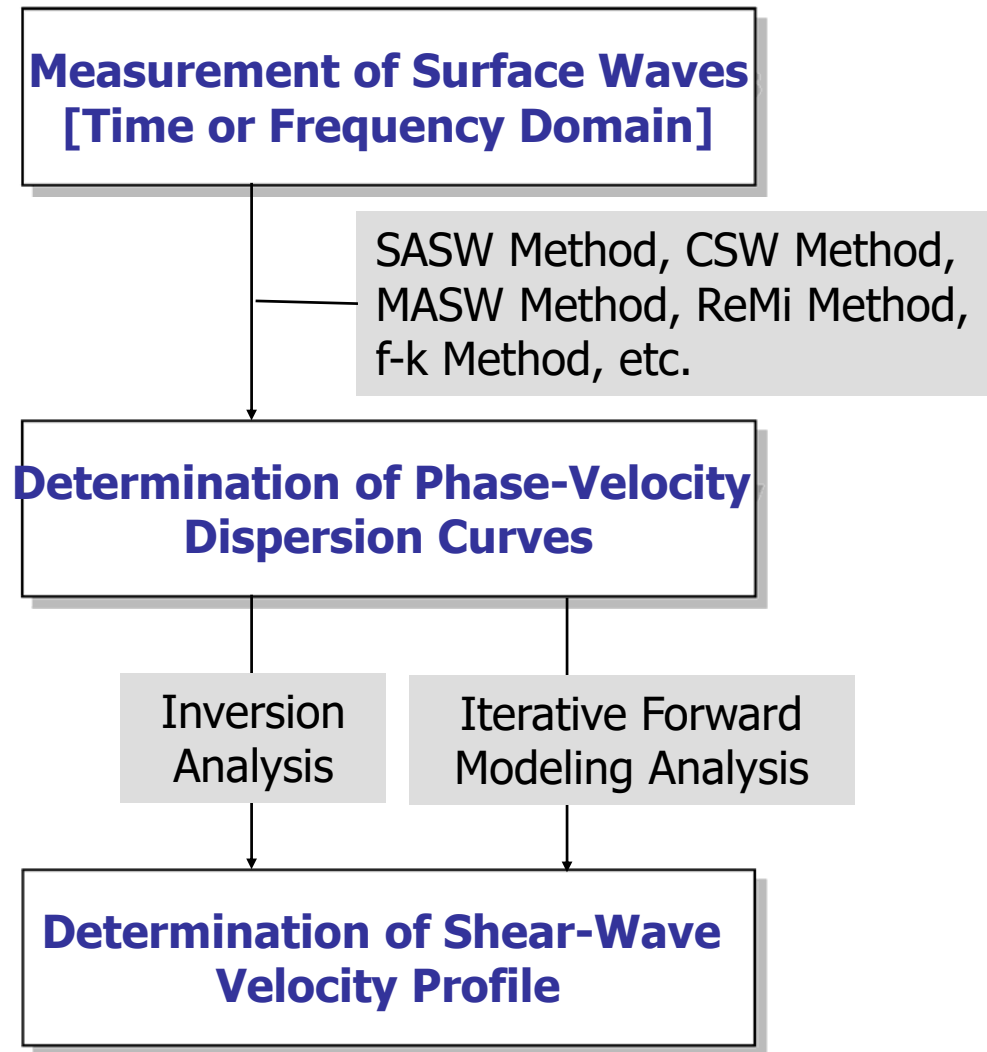 Measurement of Surface Waves
[Time or Frequency Domain]
SASW Method, CSW Method,
MASW Method, ReMi Method,
f-k Method, etc.
Determination of Phase-Velocity
Dispersion Curves
Inversion
Analysis
Iterative Forward
Modeling Analysis
Determination of Shear-Wave
Velocity Profile